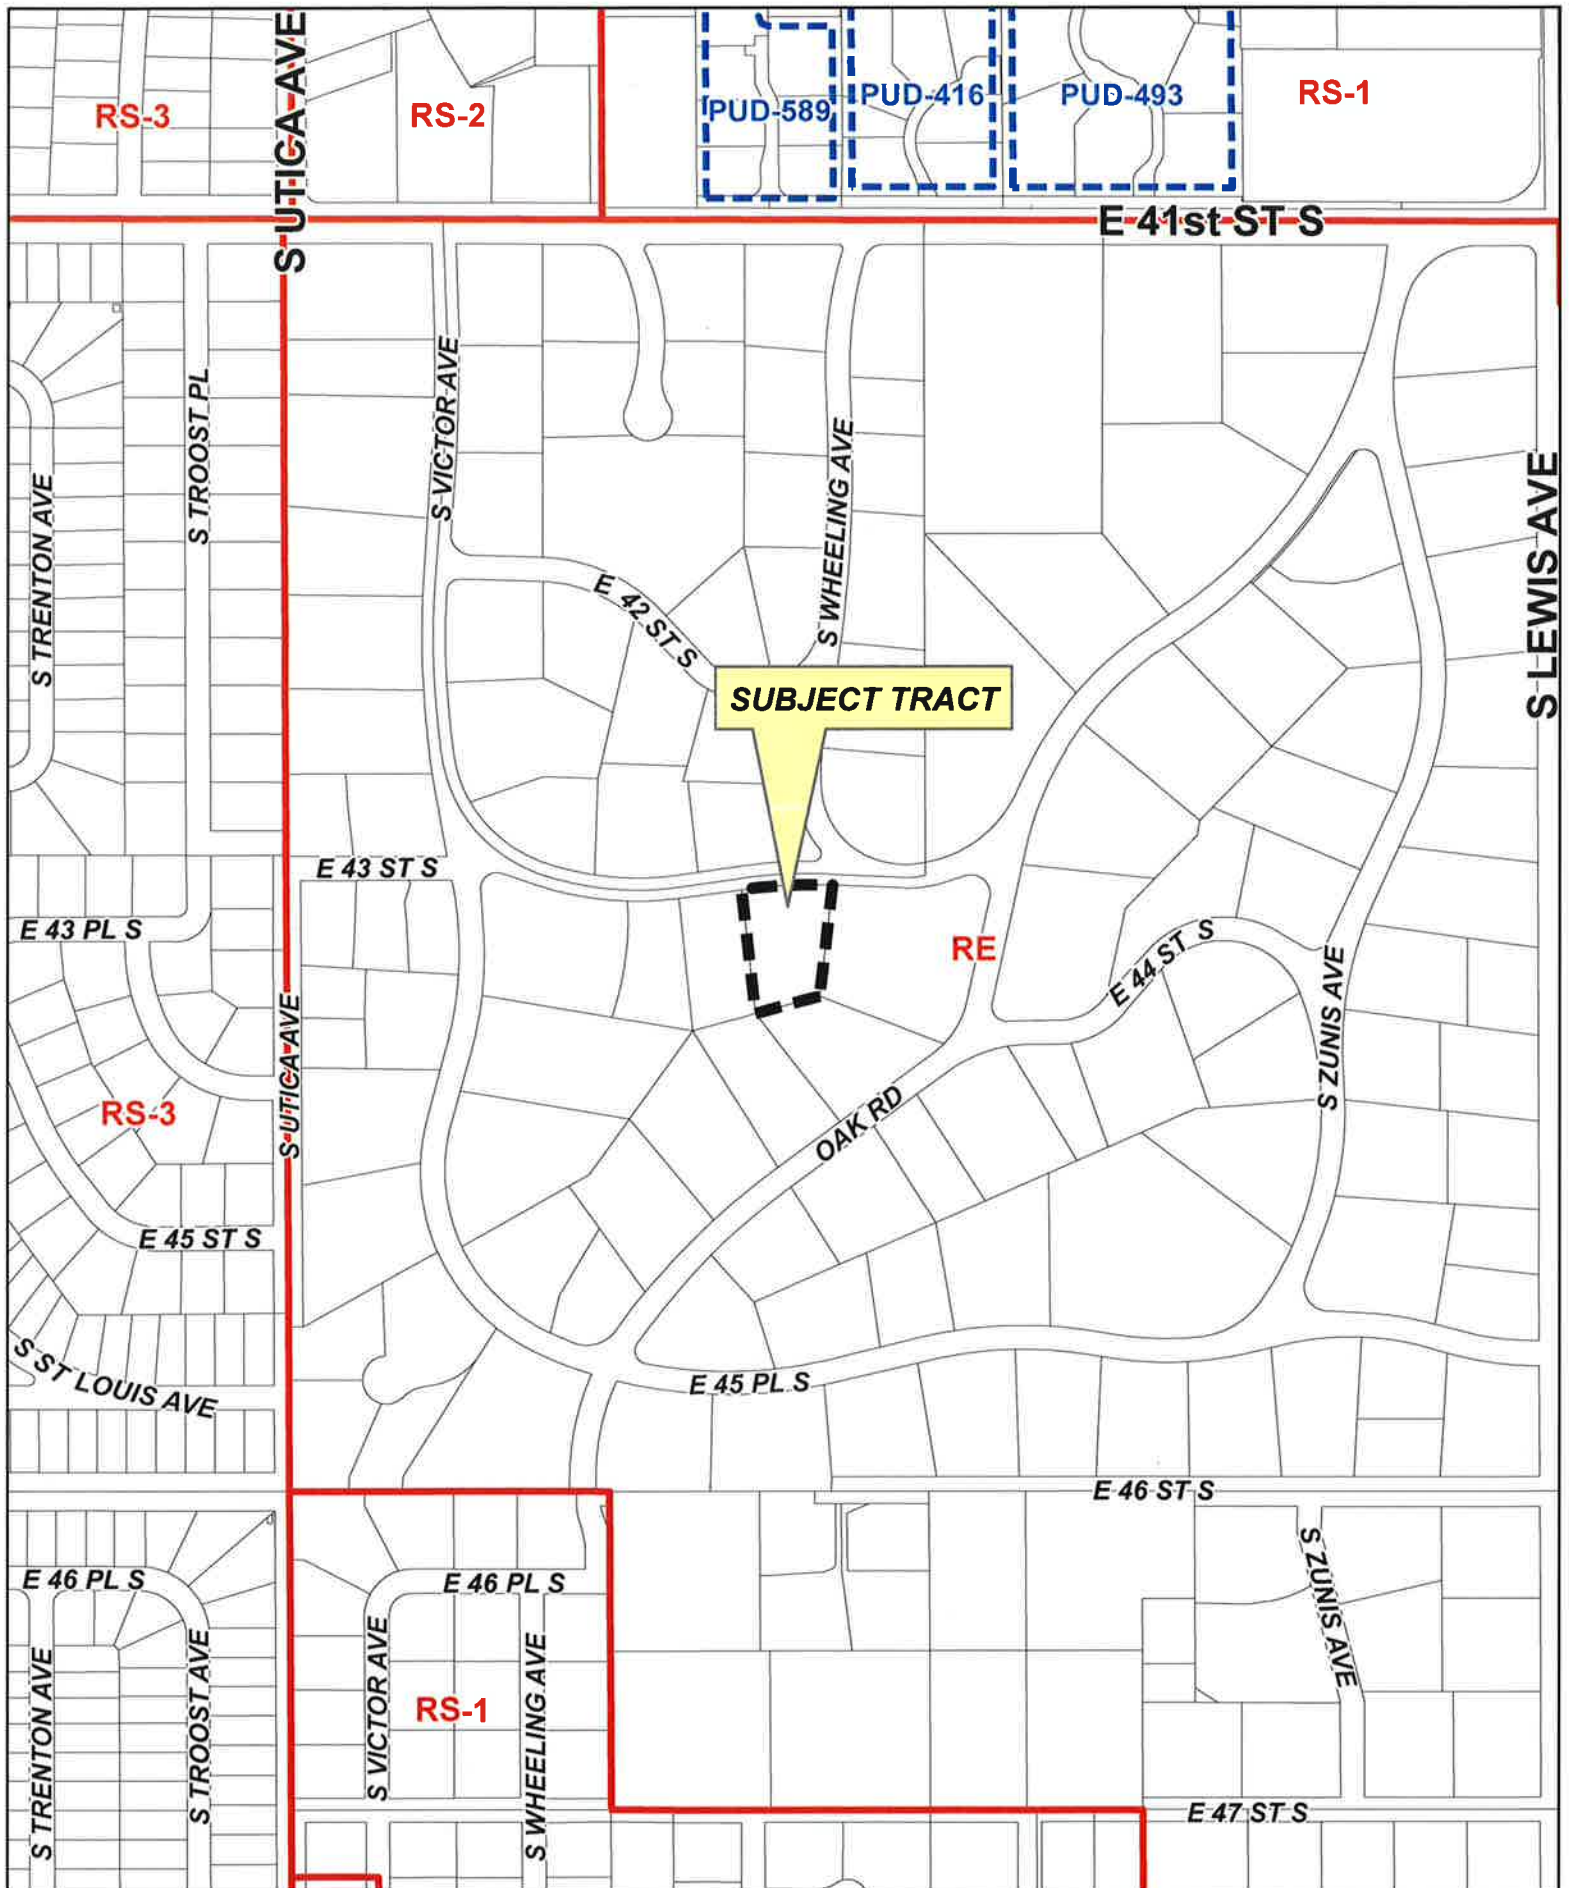 S UTICA AVE
RS-3
RS-2
PUD-589
PUD-416
PUD-493
RS-1
E 41st ST S
S VICTOR AVE
S TROOST PL
S WHEELING AVE
S TRENTON AVE
S LEWIS AVE
E 42 ST S
SUBJECT TRACT
E 43 ST S
E 43 PL S
RE
E 44 ST S
S ZUNIS AVE
S UTICA AVE
RS-3
OAK RD
E 45 ST S
S ST LOUIS AVE
E 45 PL S
E 46 ST S
E 46 PL S
E 46 PL S
S ZUNIS AVE
S TRENTON AVE
S TROOST AVE
S VICTOR AVE
RS-1
S WHEELING AVE
E 47 ST S